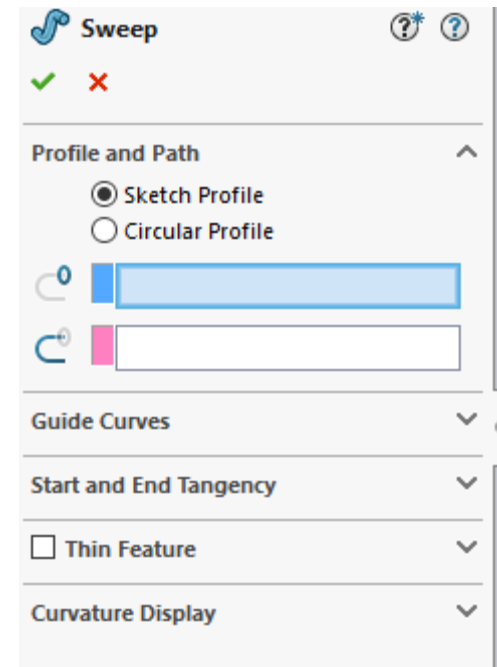 Sweep
Profile and Path
Sketch Profile
Circular Profile
Guide Curves
Start and End Tangency
Thin Feature
Curvature Display